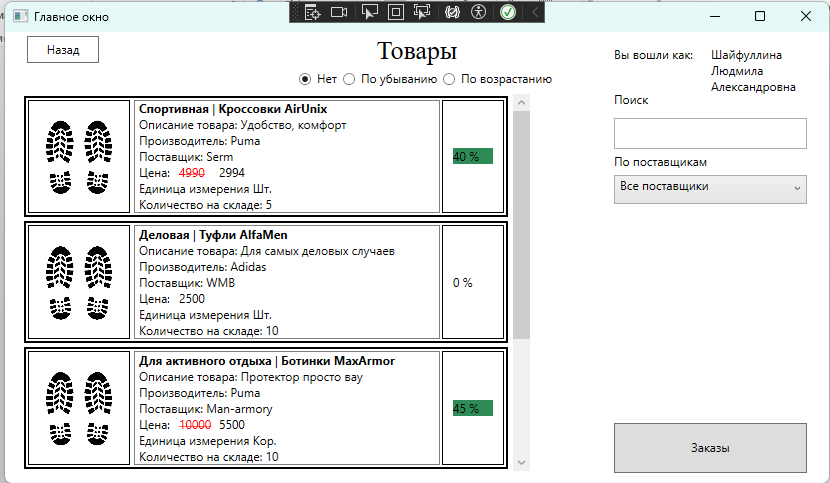 Главное окно
Назад
Товары
Нет По убыванию По возрастанию
Вы вошли как: Шайфуллина
Людмила
Александровна
Поиск
По поставщикам
Все поставщики
Спортивная | Кроссовки AirUnix
Описание товара: Удобство, комфорт
Производитель: Puma
Поставщик: Serm
Цена: 4990 2994
Единица измерения Шт.
Количество на складе: 5
40 %
Деловая | Туфли AlfaMen
Описание товара: Для самых деловых случаев
Производитель: Adidas
Поставщик: WMB
Цена: 2500
Единица измерения Шт.
Количество на складе: 10
0 %
Для активного отдыха | Ботинки MaxArmor
Описание товара: Протектор просто вау
Производитель: Puma
Поставщик: Man-armory
Цена: 10000 5500
Единица измерения Кор.
Количество на складе: 10
45 %
Заказы